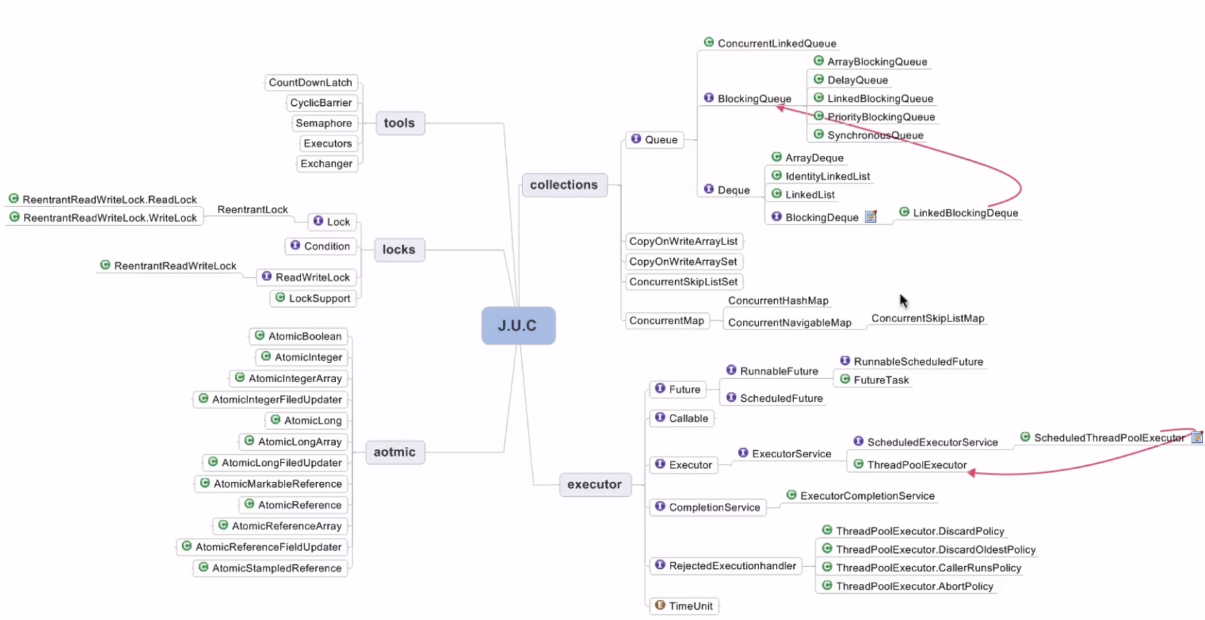 J.U.C
tools
CountDownLatch
CyclicBarrier
Semaphore
Executors
Exchanger
locks
Lock
ReentrantLock
ReentrantReadWriteLock.ReadLock
ReentrantReadWriteLock.WriteLock
Condition
ReadWriteLock
ReentrantReadWriteLock
LockSupport
aotmic
AtomicBoolean
AtomicInteger
AtomicIntegerArray
AtomicIntegerFiledUpdater
AtomicLong
AtomicLongArray
AtomicLongFiledUpdater
AtomicMarkableReference
AtomicReference
AtomicReferenceArray
AtomicReferenceFieldUpdater
AtomicStampledReference
collections
Queue
ConcurrentLinkedQueue
BlockingQueue
ArrayBlockingQueue
DelayQueue
LinkedBlockingQueue
PriorityBlockingQueue
SynchronousQueue
Deque
ArrayDeque
IdentityLinkedList
LinkedList
BlockingDeque
LinkedBlockingDeque
CopyOnWriteArrayList
CopyOnWriteArraySet
ConcurrentSkipListSet
ConcurrentMap
ConcurrentHashMap
ConcurrentNavigableMap
ConcurrentSkipListMap
executor
Future
RunnableFuture
RunnableScheduledFuture
FutureTask
ScheduledFuture
Callable
Executor
ExecutorService
ScheduledExecutorService
ScheduledThreadPoolExecutor
ThreadPoolExecutor
CompletionService
ExecutorCompletionService
RejectedExecutionhandler
ThreadPoolExecutor.DiscardPolicy
ThreadPoolExecutor.DiscardOldestPolicy
ThreadPoolExecutor.CallerRunsPolicy
ThreadPoolExecutor.AbortPolicy
TimeUnit